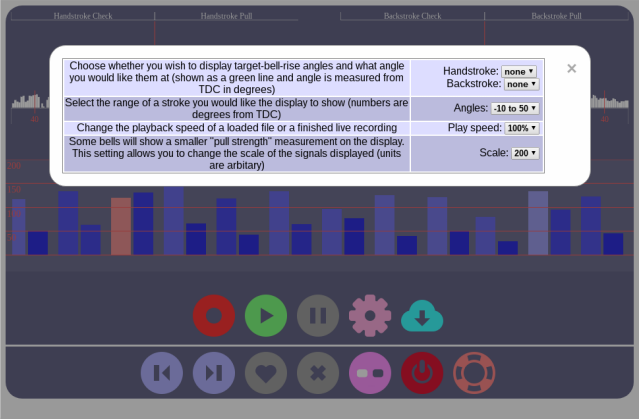 Handstroke Check
Handstroke Pull
Backstroke Check
Backstroke Pull
Choose whether you wish to display target-bell-rise angles and what angle
you would like them at (shown as a green line and angle is measured from
TDC in degrees)
Handstroke: none
Backstroke: none
×
Select the range of a stroke you would like the display to show (numbers are
degrees from TDC)
Angles: -10 to 50
Change the playback speed of a loaded file or a finished live recording
Play speed: 100%
Some bells will show a smaller "pull strength" measurement on the display.
This setting allows you to change the scale of the signals displayed (units
are arbitary)
Scale: 200